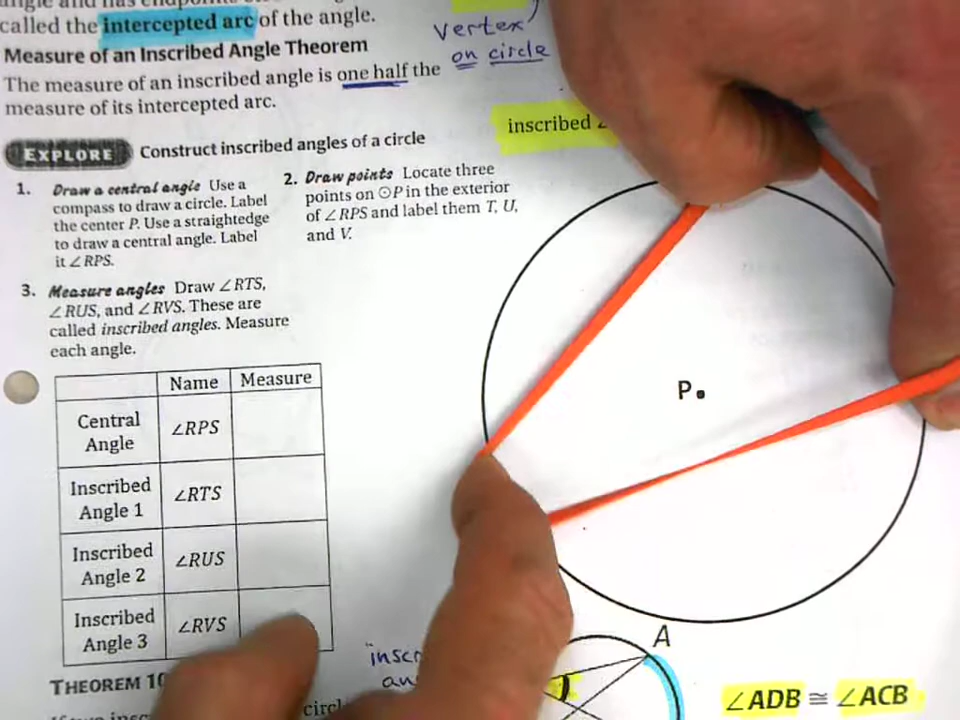 called the intercepted arc of the angle.
Measure of an Inscribed Angle Theorem
The measure of an inscribed angle is one half the
measure of its intercepted arc.
vertex
on circle
inscribed ∠
EXPLORE Construct inscribed angles of a circle
1. Draw a central angle Use a
compass to draw a circle. Label
the center P. Use a straightedge
to draw a central angle. Label
it ∠RPS.
2. Draw points Locate three
points on ⊙P in the exterior
of ∠RPS and label them T, U,
and V.
3. Measure angles Draw ∠RTS,
∠RUS, and ∠RVS. These are
called inscribed angles. Measure
each angle.
Name Measure
Central
Angle
∠RPS
Inscribed
Angle 1
∠RTS
Inscribed
Angle 2
∠RUS
Inscribed
Angle 3
∠RVS
P
THEOREM 10
A
∠ADB ≅ ∠ACB